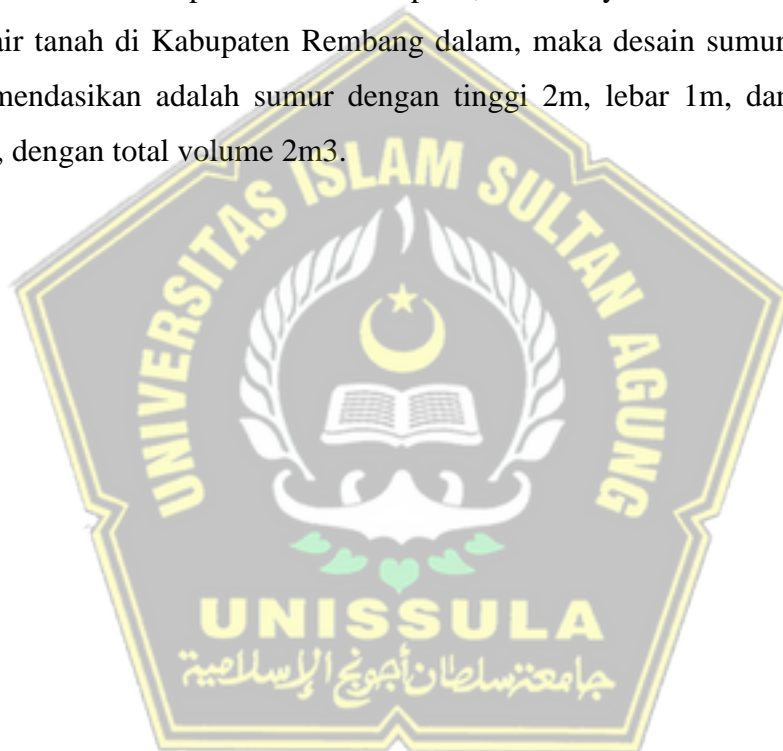 air tanah di Kabupaten Rembang dalam, maka desain sumur
mendasikan adalah sumur dengan tinggi 2m, lebar 1m, dan
, dengan total volume 2m3.
UNIVERSITAS ISLAM SULTAN AGUNG
UNISSULA
جامعتسلطان أجونج الإسلامية